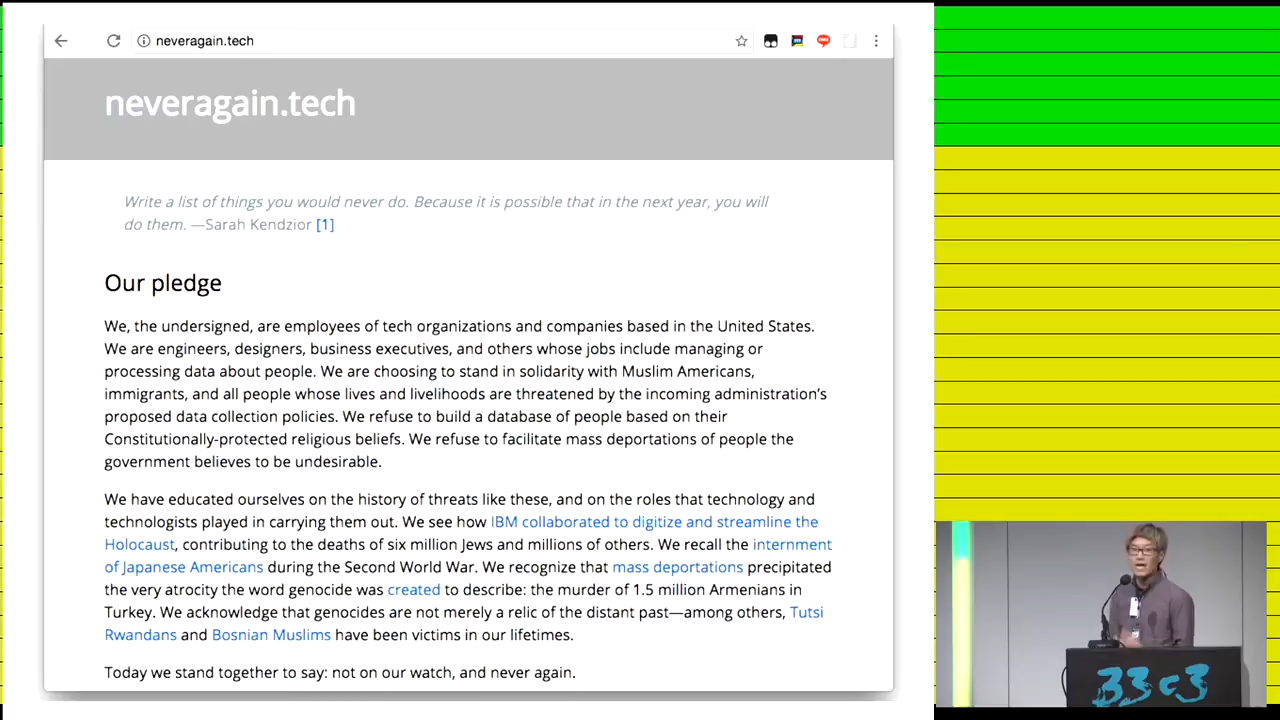 neveragain.tech
neveragain.tech
Write a list of things you would never do. Because it is possible that in the next year, you will
do them. —Sarah Kendzior [1]
Our pledge
We, the undersigned, are employees of tech organizations and companies based in the United States.
We are engineers, designers, business executives, and others whose jobs include managing or
processing data about people. We are choosing to stand in solidarity with Muslim Americans,
immigrants, and all people whose lives and livelihoods are threatened by the incoming administration’s
proposed data collection policies. We refuse to build a database of people based on their
Constitutionally-protected religious beliefs. We refuse to facilitate mass deportations of people the
government believes to be undesirable.
We have educated ourselves on the history of threats like these, and on the roles that technology and
technologists played in carrying them out. We see how IBM collaborated to digitize and streamline the
Holocaust, contributing to the deaths of six million Jews and millions of others. We recall the internment
of Japanese Americans during the Second World War. We recognize that mass deportations precipitated
the very atrocity the word genocide was created to describe: the murder of 1.5 million Armenians in
Turkey. We acknowledge that genocides are not merely a relic of the distant past—among others, Tutsi
Rwandans and Bosnian Muslims have been victims in our lifetimes.
Today we stand together to say: not on our watch, and never again.
33c3